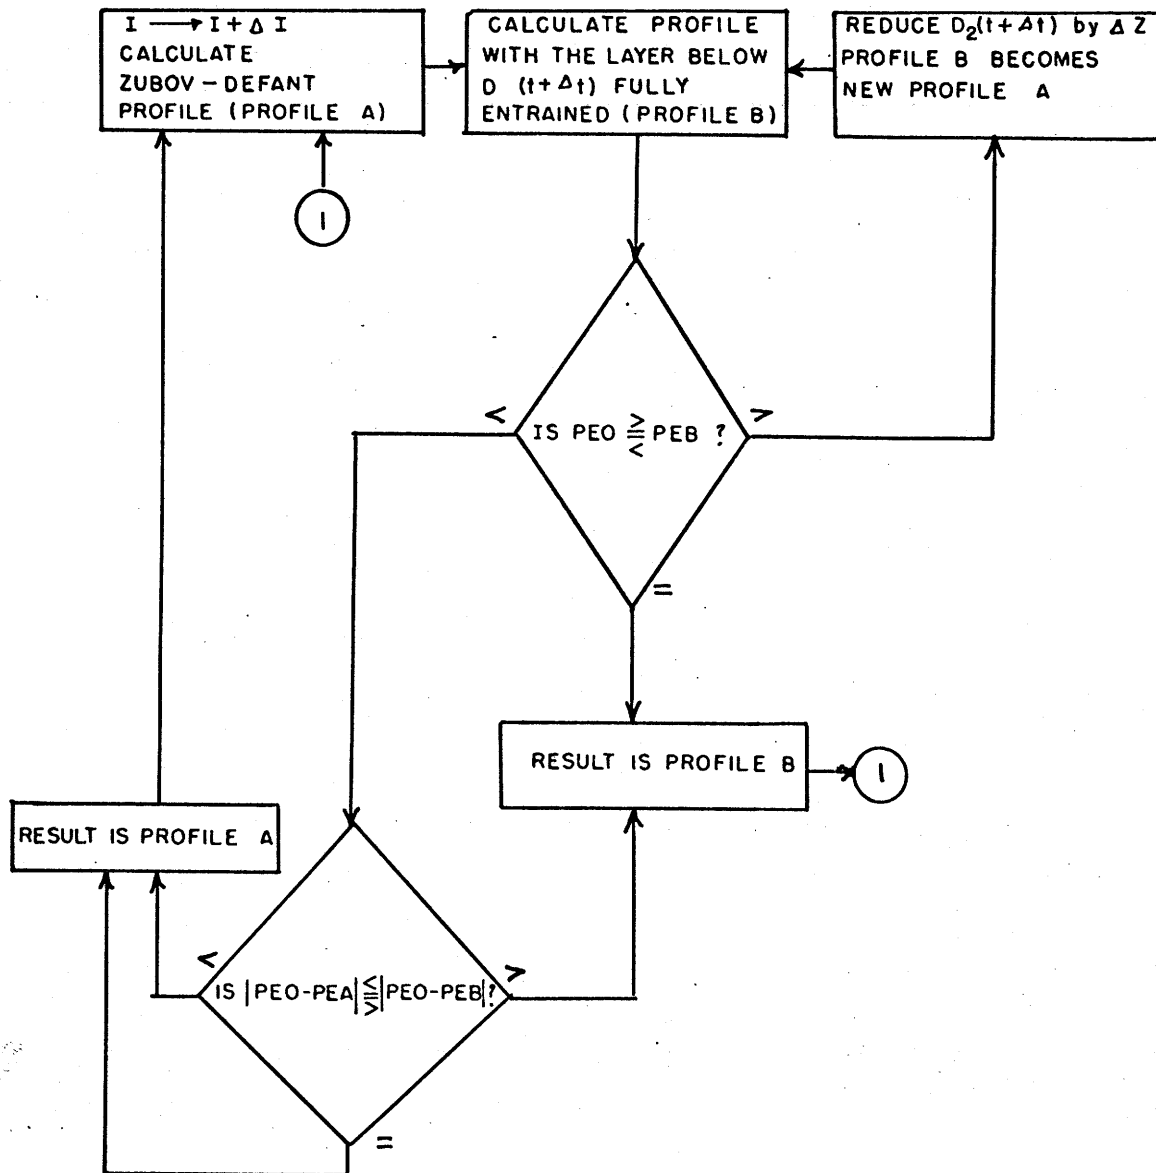 I → I + Δ I
CALCULATE
ZUBOV – DEFANT
PROFILE (PROFILE A)
CALCULATE PROFILE
WITH THE LAYER BELOW
D (t + Δt) FULLY
ENTRAINED (PROFILE B)
REDUCE D₂(t + Δt) by Δ Z
PROFILE B BECOMES
NEW PROFILE A
1
<
>
IS PEO ⪌ PEB ?
=
RESULT IS PROFILE B
1
RESULT IS PROFILE A
<
>
IS |PEO-PEA| ⪋ |PEO-PEB| ?
=